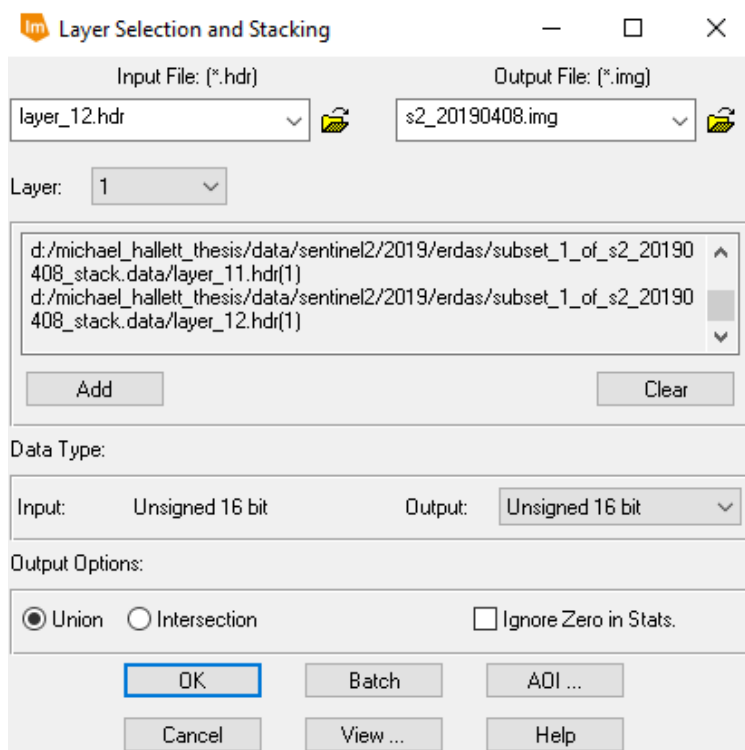 Im Layer Selection and Stacking
Input File: (*.hdr) Output File: (*.img)
layer_12.hdr s2_20190408.img
Layer: 1
d:/michael_hallett_thesis/data/sentinel2/2019/erdas/subset_1_of_s2_20190
408_stack.data/layer_11.hdr(1)
d:/michael_hallett_thesis/data/sentinel2/2019/erdas/subset_1_of_s2_20190
408_stack.data/layer_12.hdr(1)
Add Clear
Data Type:
Input: Unsigned 16 bit Output: Unsigned 16 bit
Output Options:
Union Intersection Ignore Zero in Stats.
OK Batch AOI ...
Cancel View ... Help